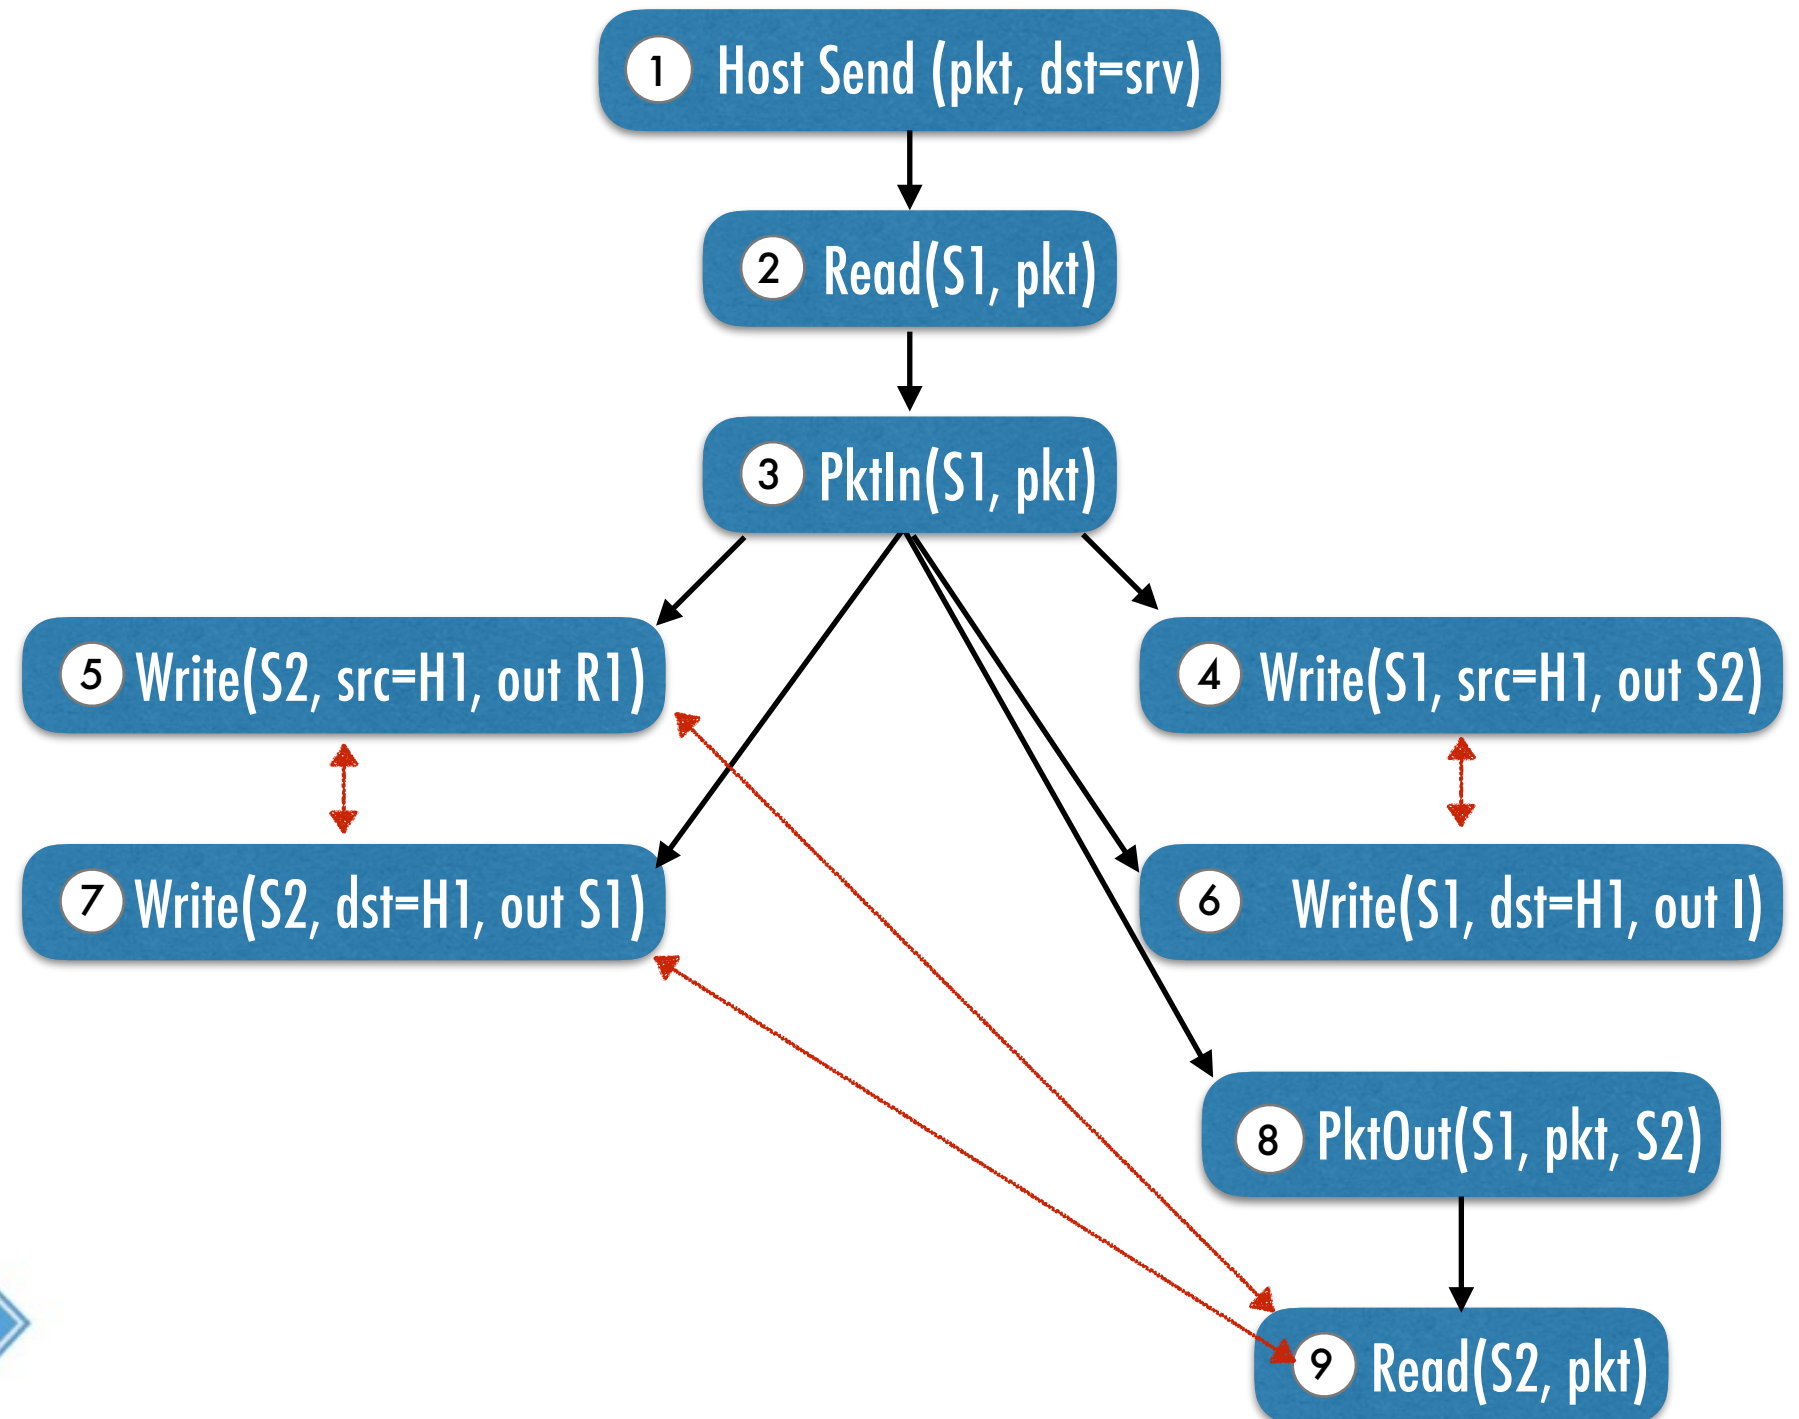 1 Host Send (pkt, dst=srv)
2 Read(S1, pkt)
3 PktIn(S1, pkt)
5 Write(S2, src=H1, out R1)
4 Write(S1, src=H1, out S2)
7 Write(S2, dst=H1, out S1)
6 Write(S1, dst=H1, out I)
8 PktOut(S1, pkt, S2)
9 Read(S2, pkt)